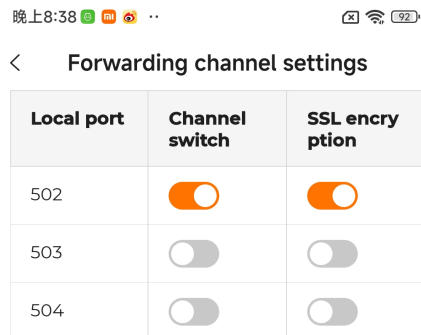 晚上8:38 ··
92
Forwarding channel settings
Local port Channel switch SSL encry ption
502
503
504